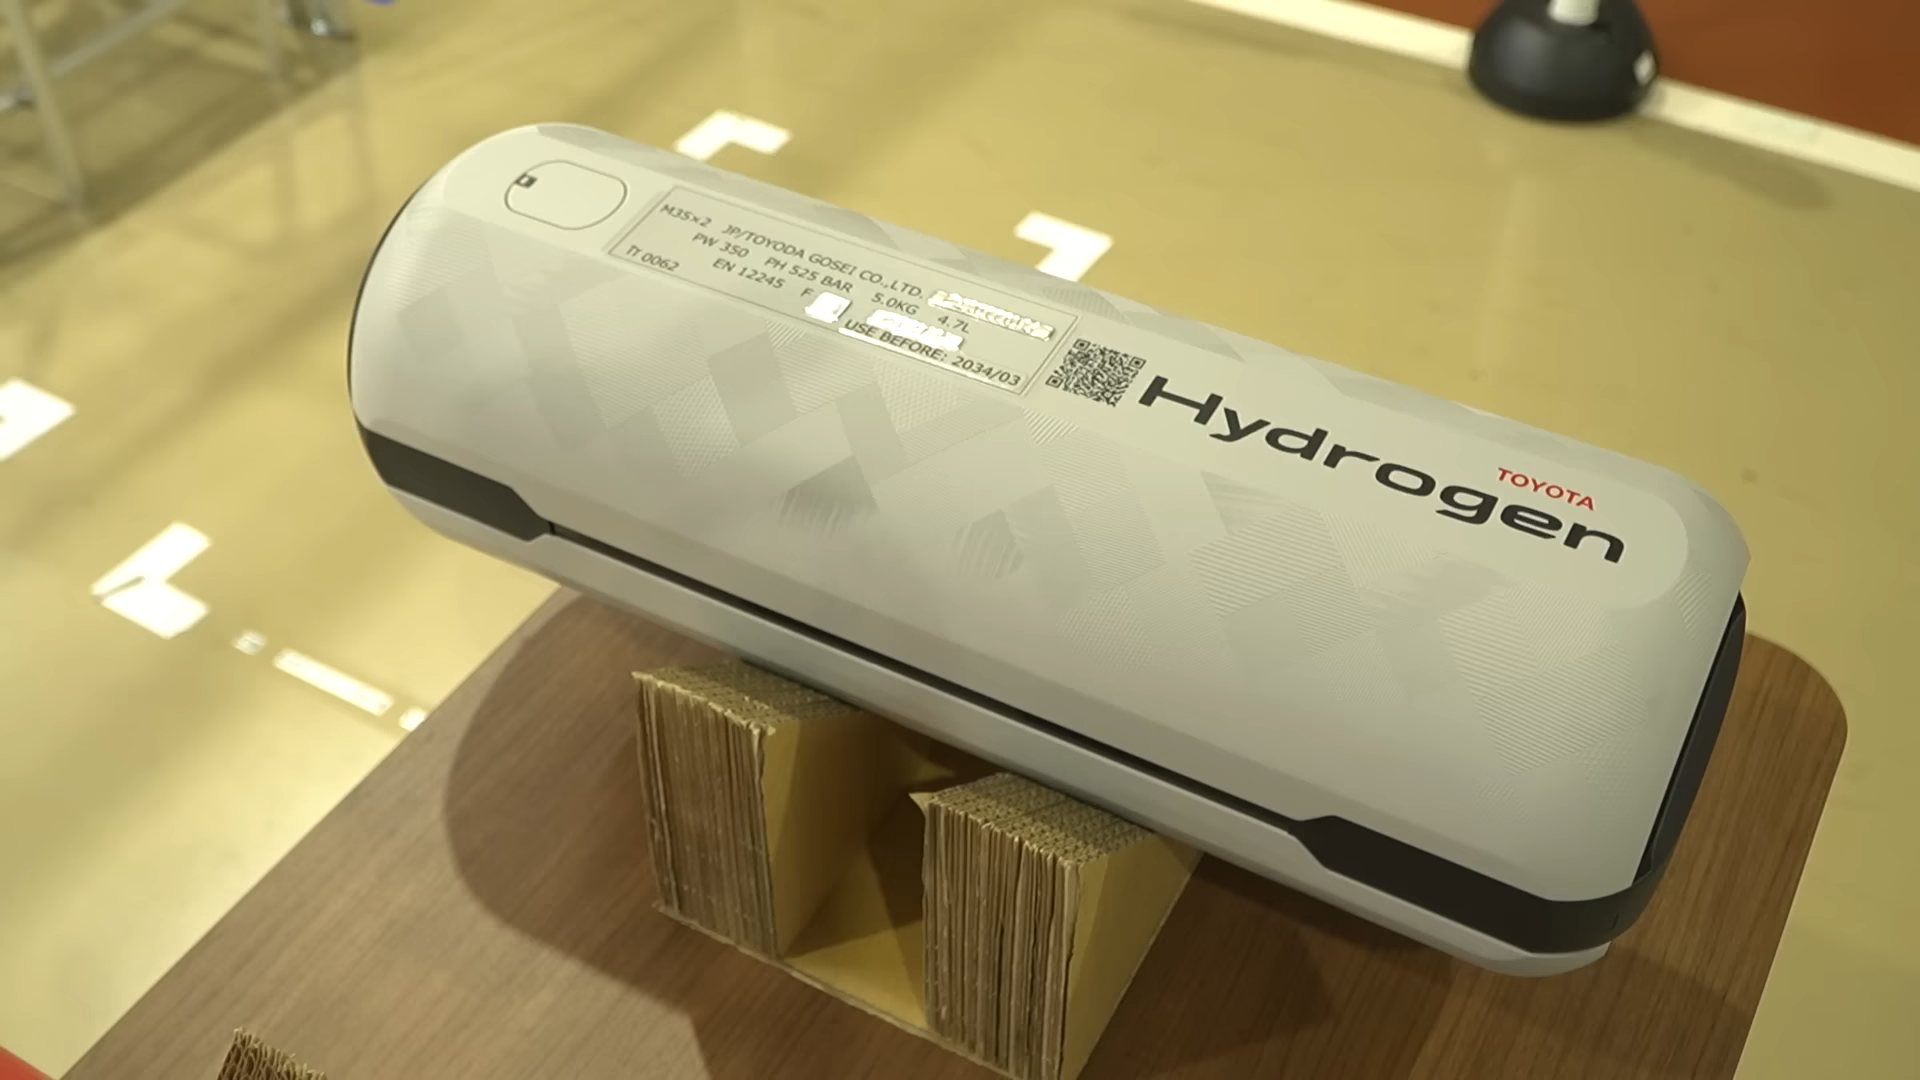 M35×2 JP/TOYODA GOSEI CO.,LTD.
PW 350 PH 525 BAR 5.0KG 4.7L
Tr 0062 EN 12245 F
USE BEFORE: 2034/03
Hydrogen
TOYOTA